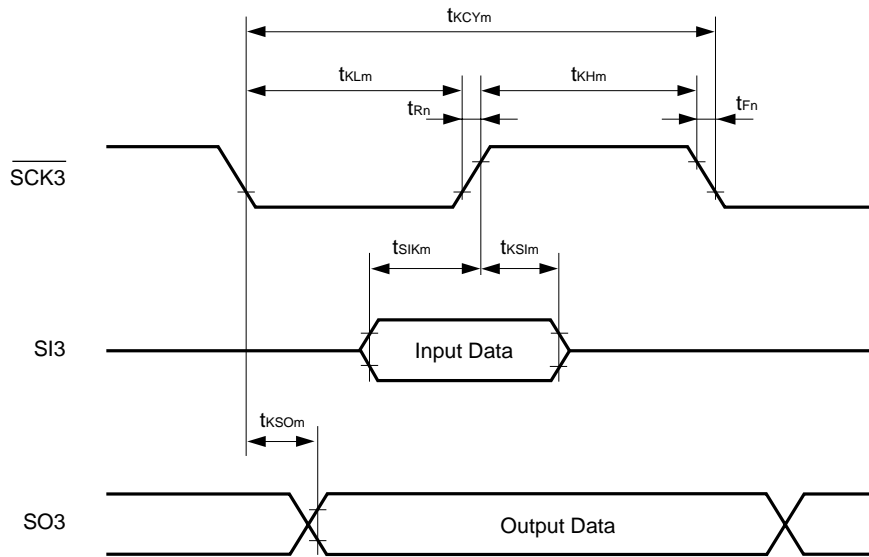 tKCYm
tKLm
tKHm
tRn
tFn
SCK3
tSIKm
tKSIm
SI3
Input Data
tKSOm
SO3
Output Data